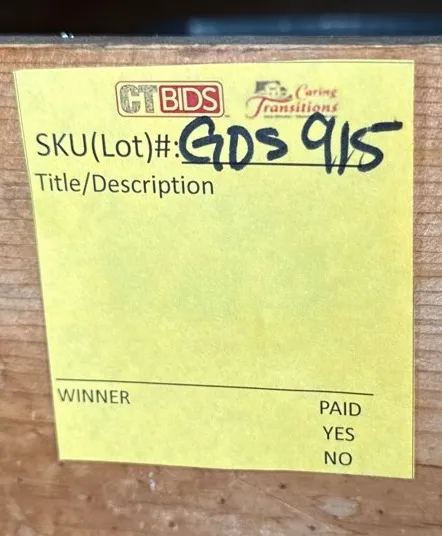 CTBIDS Caring Transitions
SKU(Lot)#: GDS 915
Title/Description
WINNER
PAID
YES
NO